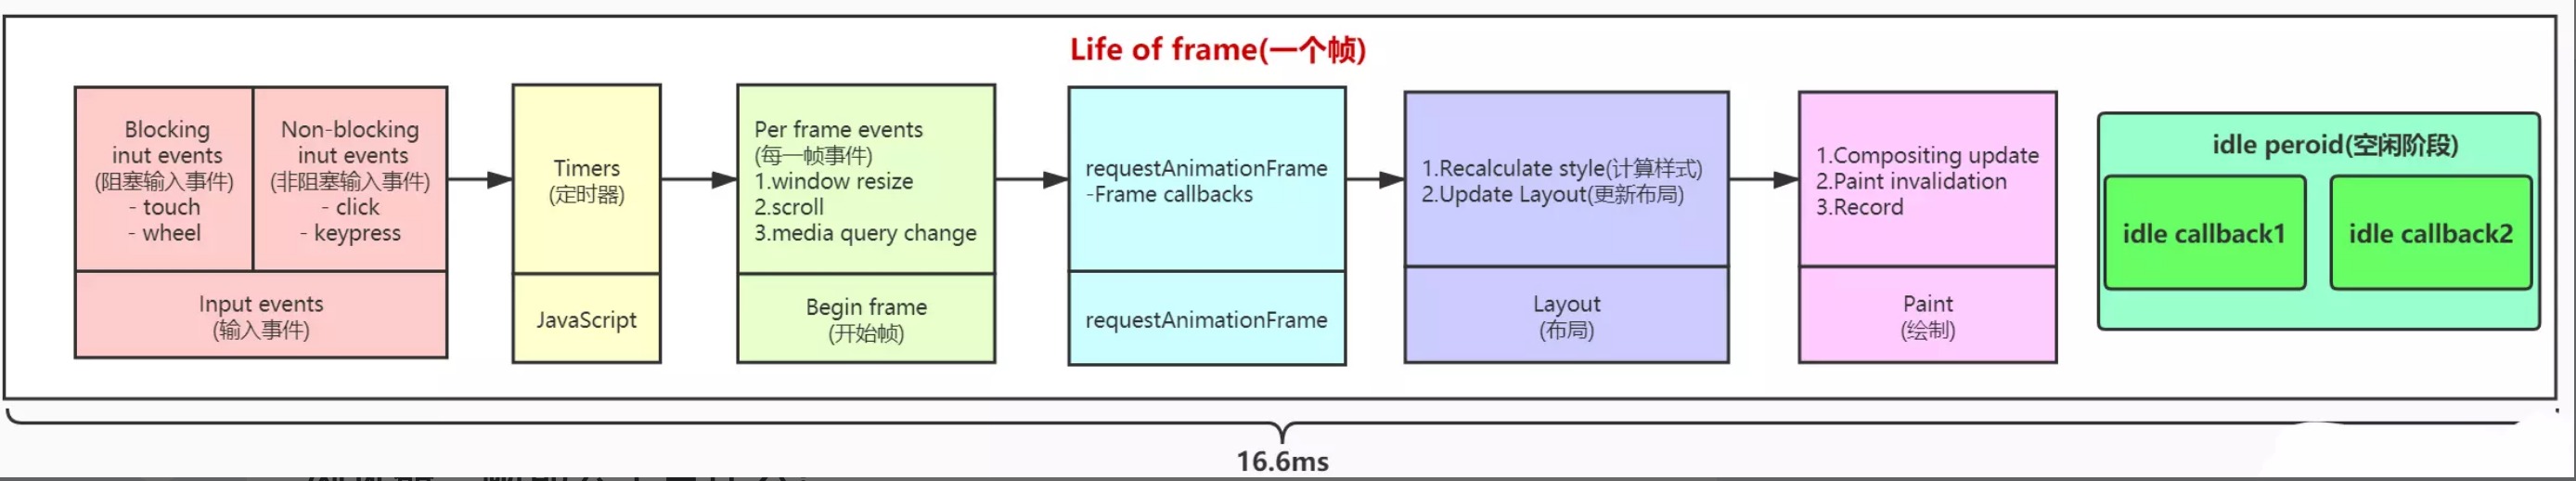 Life of frame(一个帧)
Blocking
inut events
(阻塞输入事件)
- touch
- wheel
Non-blocking
inut events
(非阻塞输入事件)
- click
- keypress
Input events
(输入事件)
Timers
(定时器)
JavaScript
Per frame events
(每一帧事件)
1.window resize
2.scroll
3.media query change
Begin frame
(开始帧)
requestAnimationFrame
-Frame callbacks
requestAnimationFrame
1.Recalculate style(计算样式)
2.Update Layout(更新布局)
Layout
(布局)
1.Compositing update
2.Paint invalidation
3.Record
Paint
(绘制)
idle peroid(空闲阶段)
idle callback1
idle callback2
16.6ms